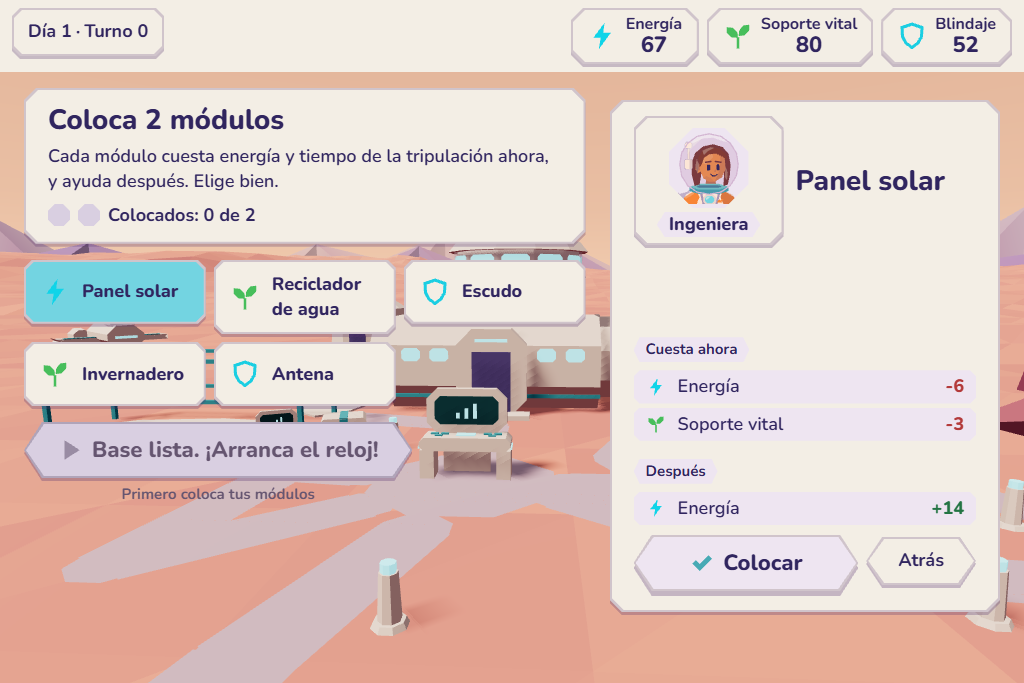 Día 1 · Turno 0
Energía
67
Soporte vital
80
Blindaje
52
Coloca 2 módulos
Cada módulo cuesta energía y tiempo de la tripulación ahora,
y ayuda después. Elige bien.
Colocados: 0 de 2
Panel solar
Reciclador
de agua
Escudo
Invernadero
Antena
Base lista. ¡Arranca el reloj!
Primero coloca tus módulos
Ingeniera
Panel solar
Cuesta ahora
Energía -6
Soporte vital -3
Después
Energía +14
Colocar
Atrás